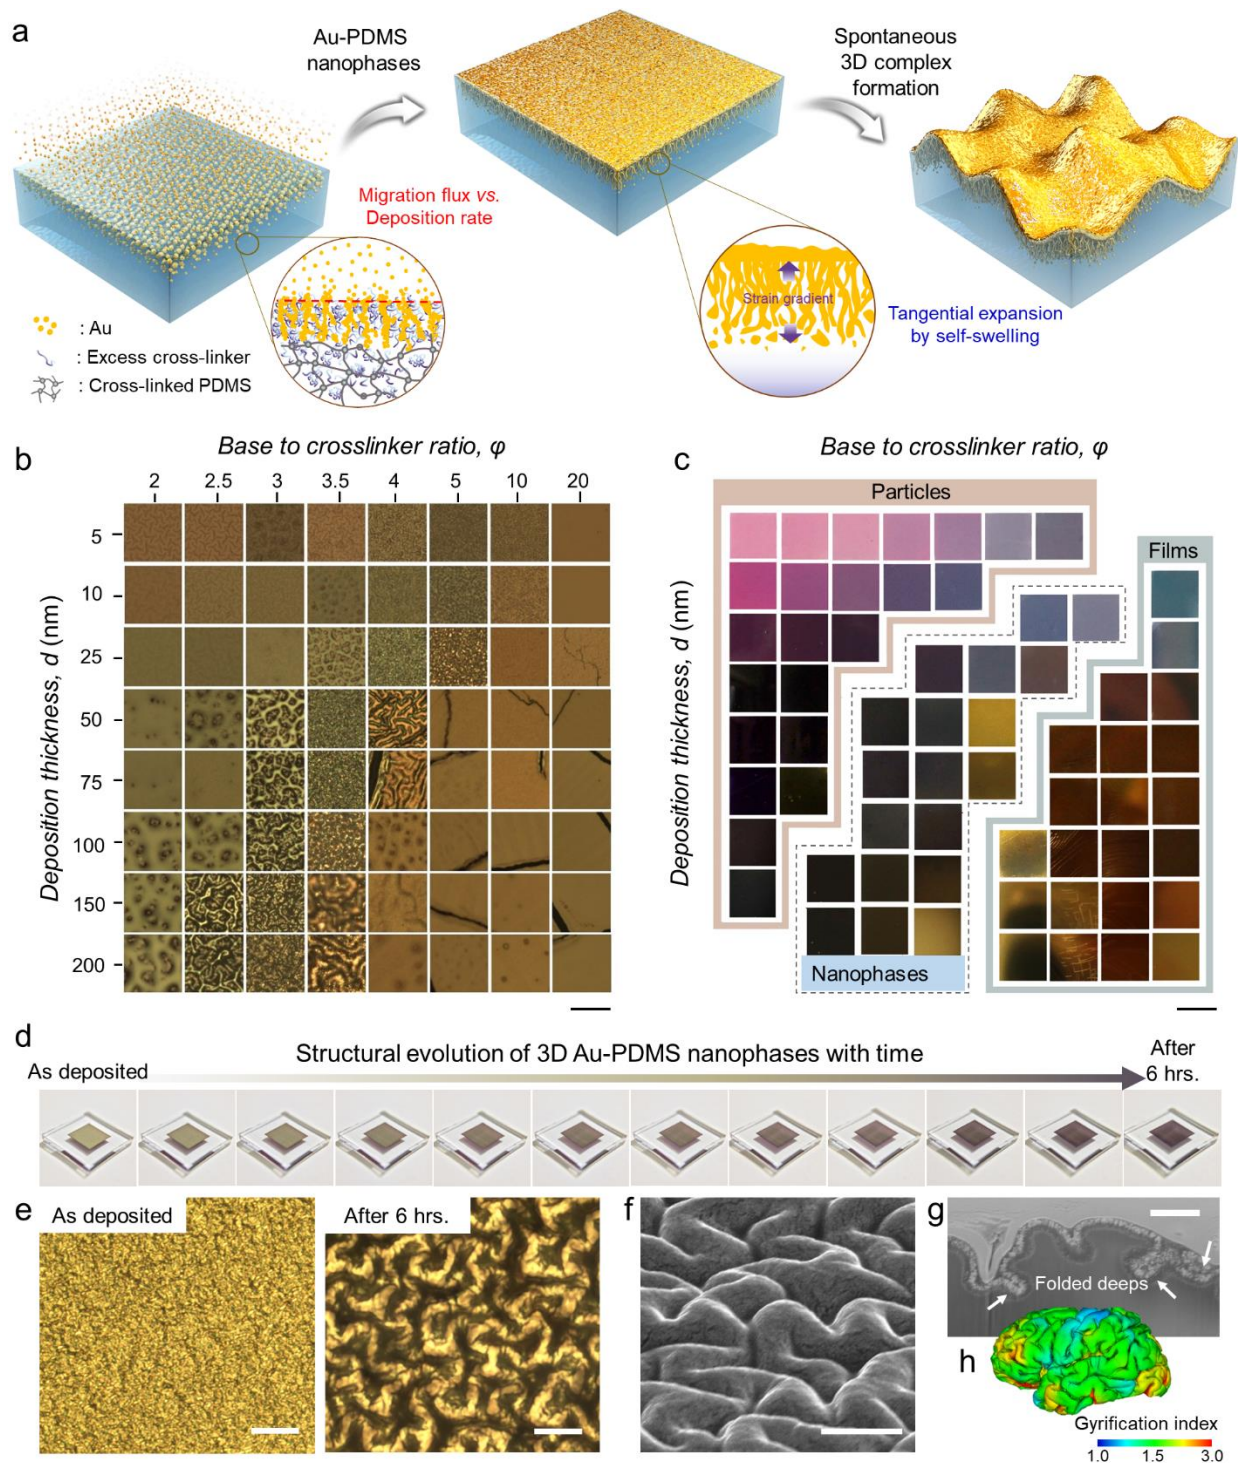 a
Au-PDMS
nanophases
Spontaneous
3D complex
formation
Migration flux vs.
Deposition rate
Strain gradient
Tangential expansion
by self-swelling
: Au
: Excess cross-linker
: Cross-linked PDMS
b
Base to crosslinker ratio, φ
2 2.5 3 3.5 4 5 10 20
Deposition thickness, d (nm)
5
10
25
50
75
100
150
200
c
Base to crosslinker ratio, φ
Particles
Films
Deposition thickness, d (nm)
Nanophases
d
Structural evolution of 3D Au-PDMS nanophases with time
As deposited
After
6 hrs.
e
As deposited
After 6 hrs.
f
g
Folded deeps
h
Gyrification index
1.0 1.5 3.0